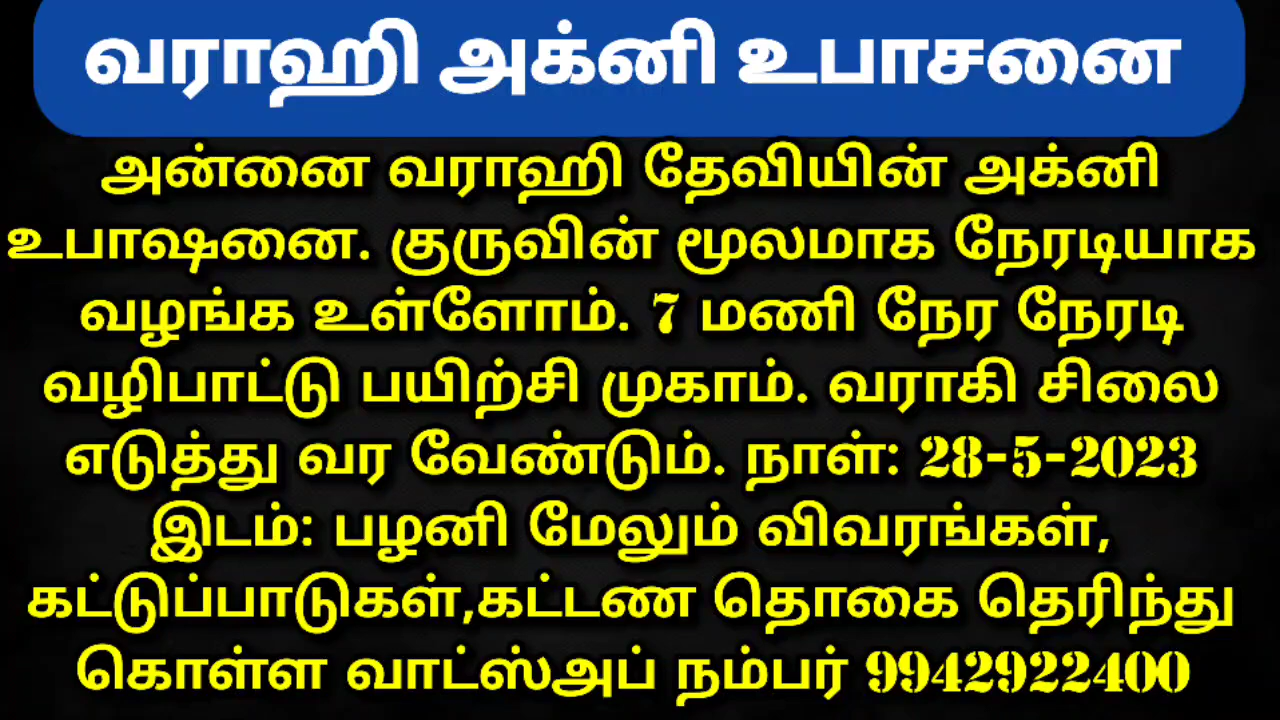 வராஹி அக்னி உபாசனை
அன்னை வராஹி தேவியின் அக்னி
உபாஷனை. குருவின் மூலமாக நேரடியாக
வழங்க உள்ளோம். 7 மணி நேர நேரடி
வழிபாட்டு பயிற்சி முகாம். வராகி சிலை
எடுத்து வர வேண்டும். நாள்: 28-5-2023
இடம்: பழனி மேலும் விவரங்கள்,
கட்டுப்பாடுகள்,கட்டண தொகை தெரிந்து
கொள்ள வாட்ஸ்அப் நம்பர் 9942922400